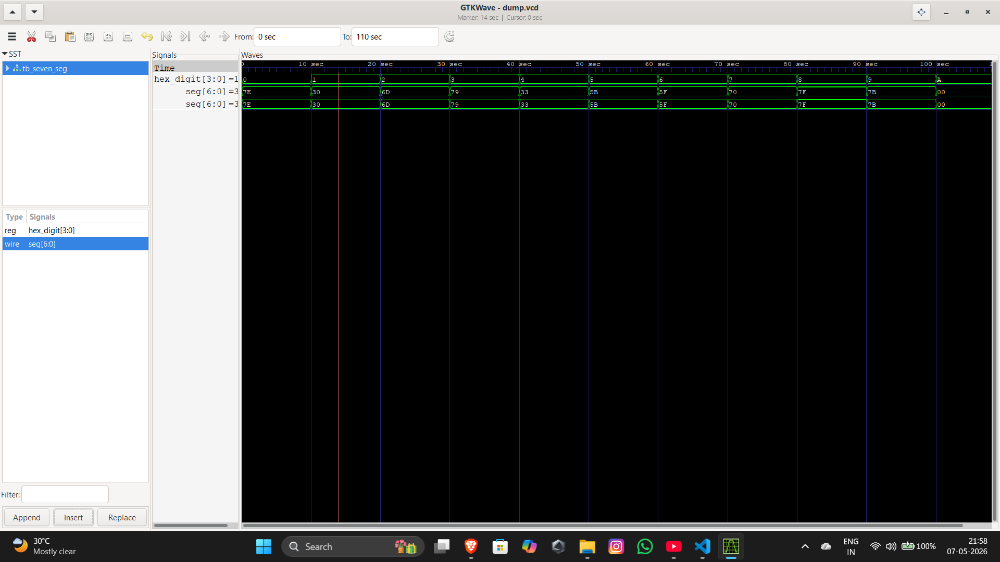 GTKWave - dump.vcd
Marker: 14 sec | Cursor: 0 sec
From: 0 sec To: 110 sec
SST
tb_seven_seg
Type Signals
reg hex_digit[3:0]
wire seg[6:0]
Filter:
Append Insert Replace
Signals
Time
hex_digit[3:0] =1
seg[6:0] =3
seg[6:0] =3
Waves
0 10 sec 20 sec 30 sec 40 sec 50 sec 60 sec 70 sec 80 sec 90 sec 100 sec 1
0 1 2 3 4 5 6 7 8 9 A
7E 30 6D 79 33 5B 5F 70 7F 7B 00
7E 30 6D 79 33 5B 5F 70 7F 7B 00
30°C
Mostly clear
Search
ENG
IN
100%
21:58
07-05-2026